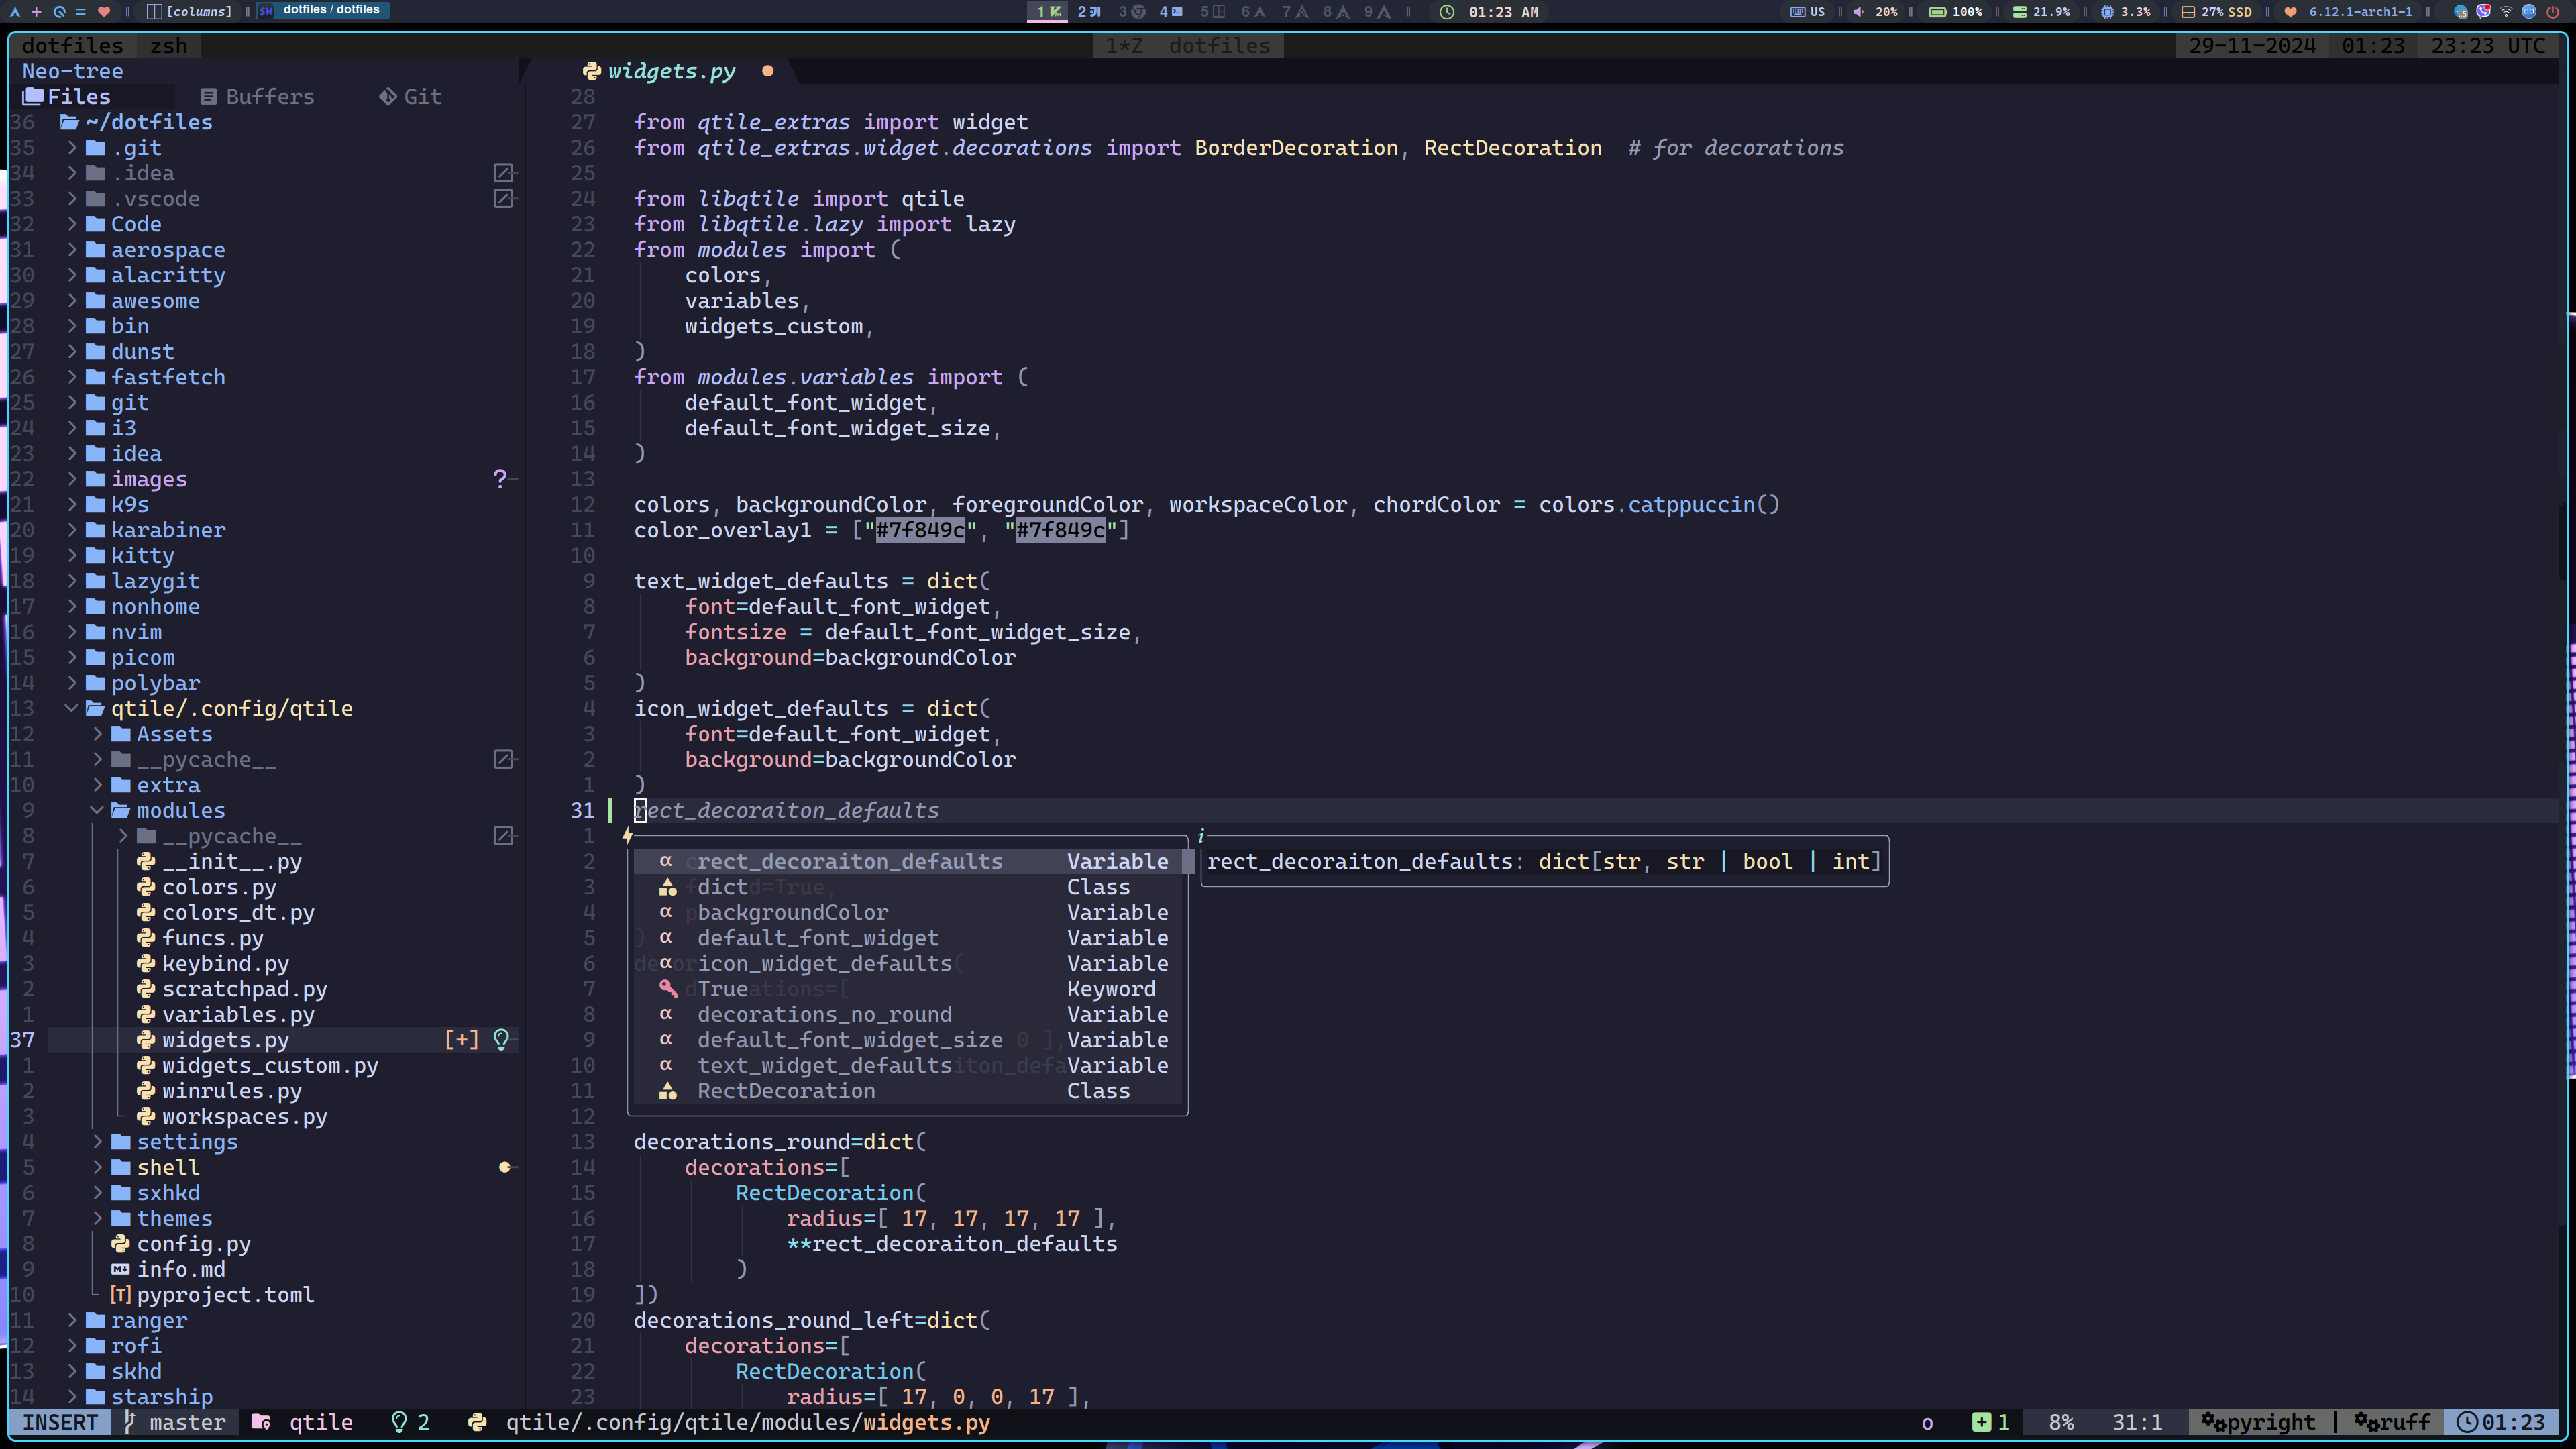 [columns] dotfiles / dotfiles 1 2 3 4 5 6 7 8 9 01:23 AM US 20% 100% 21.9% 3.3% 27% SSD 6.12.1-arch1-1
dotfiles zsh 1*Z dotfiles 29-11-2024 01:23 23:23 UTC
Neo-tree
Files Buffers Git
36 ~/dotfiles
35 .git
34 .idea
33 .vscode
32 Code
31 aerospace
30 alacritty
29 awesome
28 bin
27 dunst
26 fastfetch
25 git
24 i3
23 idea
22 images ?
21 k9s
20 karabiner
19 kitty
18 lazygit
17 nonhome
16 nvim
15 picom
14 polybar
13 qtile/.config/qtile
12 Assets
11 __pycache__
10 extra
9 modules
8 __pycache__
7 __init__.py
6 colors.py
5 colors_dt.py
4 funcs.py
3 keybind.py
2 scratchpad.py
1 variables.py
37 widgets.py [+]
1 widgets_custom.py
2 winrules.py
3 workspaces.py
4 settings
5 shell
6 sxhkd
7 themes
8 config.py
9 info.md
10 [T] pyproject.toml
11 ranger
12 rofi
13 skhd
14 starship
widgets.py
28
27 from qtile_extras import widget
26 from qtile_extras.widget.decorations import BorderDecoration, RectDecoration  # for decorations
25
24 from libqtile import qtile
23 from libqtile.lazy import lazy
22 from modules import (
21     colors,
20     variables,
19     widgets_custom,
18 )
17 from modules.variables import (
16     default_font_widget,
15     default_font_widget_size,
14 )
13
12 colors, backgroundColor, foregroundColor, workspaceColor, chordColor = colors.catppuccin()
11 color_overlay1 = ["#7f849c", "#7f849c"]
10
9 text_widget_defaults = dict(
8     font=default_font_widget,
7     fontsize = default_font_widget_size,
6     background=backgroundColor
5 )
4 icon_widget_defaults = dict(
3     font=default_font_widget,
2     background=backgroundColor
1 )
31 rect_decoraiton_defaults
1
2 rect_decoraiton_defaults Variable rect_decoraiton_defaults: dict[str, str | bool | int]
3 dict Class
4 backgroundColor Variable
5 default_font_widget Variable
6 icon_widget_defaults Variable
7 True Keyword
8 decorations_no_round Variable
9 default_font_widget_size Variable
10 text_widget_defaults Variable
11 RectDecoration Class
12
13 decorations_round=dict(
14     decorations=[
15         RectDecoration(
16             radius=[ 17, 17, 17, 17 ],
17             **rect_decoraiton_defaults
18         )
19 ])
20 decorations_round_left=dict(
21     decorations=[
22         RectDecoration(
23             radius=[ 17, 0, 0, 17 ],
INSERT master qtile 2 qtile/.config/qtile/modules/widgets.py o +1 8% 31:1 pyright | ruff 01:23